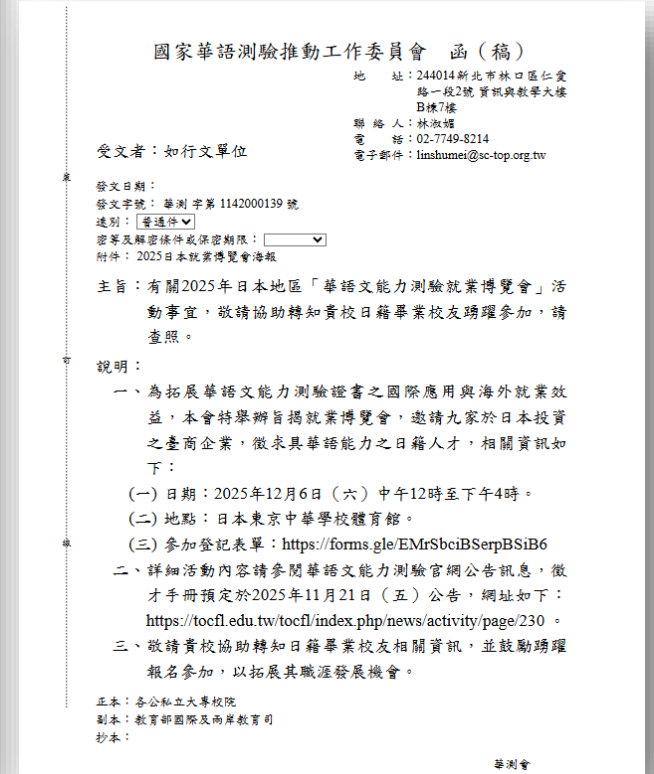 國家華語測驗推動工作委員會 函（稿）
地 址：244014新北市林口區仁愛
路一段2號 資訊與教學大樓
B棟7樓
聯 絡 人：林淑媚
電 話：02-7749-8214
電子郵件：linshumei@sc-top.org.tw
受文者：如行文單位
裝
發文日期：
發文字號： 華測 字第 1142000139 號
速別： 普通件
密等及解密條件或保密期限：
附件： 2025日本就業博覽會海報
主旨：有關2025年日本地區「華語文能力測驗就業博覽會」活
動事宜，敬請協助轉知貴校日籍畢業校友踴躍參加，請
查照。
訂
說明：
一、為拓展華語文能力測驗證書之國際應用與海外就業效
益，本會特舉辦旨揭就業博覽會，邀請九家於日本投資
之臺商企業，徵求具華語能力之日籍人才，相關資訊如
下：
(一) 日期：2025年12月6日（六）中午12時至下午4時。
(二) 地點：日本東京中華學校體育館。
線
(三) 參加登記表單：https://forms.gle/EMrSbciBSerpBSiB6
二、詳細活動內容請參閱華語文能力測驗官網公告訊息，徵
才手冊預定於2025年11月21日（五）公告，網址如下：
https://tocfl.edu.tw/tocfl/index.php/news/activity/page/230 。
三、敬請貴校協助轉知日籍畢業校友相關資訊，並鼓勵踴躍
報名參加，以拓展其職涯發展機會。
正本：各公私立大專校院
副本：教育部國際及兩岸教育司
抄本：
華測會